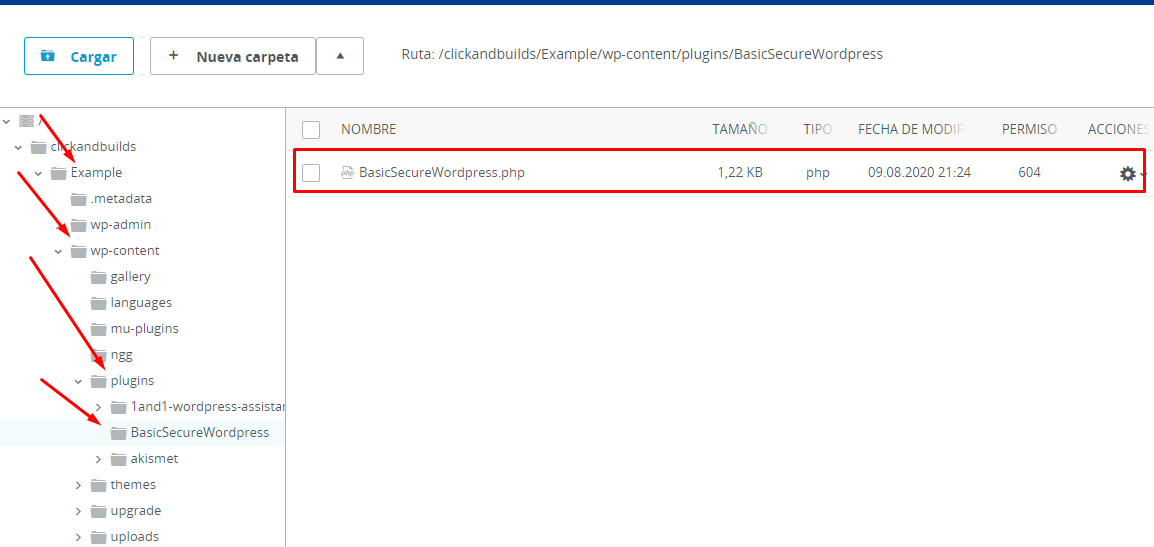 Cargar
+ Nueva carpeta
Ruta: /clickandbuilds/Example/wp-content/plugins/BasicSecureWordpress
/
clickandbuilds
Example
.metadata
wp-admin
wp-content
gallery
languages
mu-plugins
ngg
plugins
1and1-wordpress-assistan
BasicSecureWordpress
akismet
themes
upgrade
uploads
NOMBRE TAMAÑO TIPO FECHA DE MODIF PERMISO ACCIONES
php BasicSecureWordpress.php 1,22 KB php 09.08.2020 21:24 604